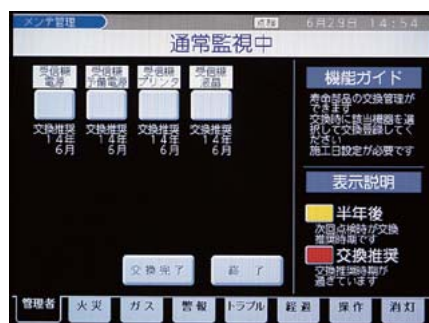 メンテ管理
点検 6月29日 14:54
通常監視中
受信機 受信機 受信機 受信機
電源 予備電源 プリンタ 液晶
交換推奨 交換推奨 交換推奨 交換推奨
14年 14年 14年 14年
6月 6月 6月 6月
機能ガイド
寿命部品の交換管理が
できます
交換時に該当機器を選
択して交換登録してく
ださい
施工日設定が必要です
表示説明
半年後
次回点検時が交換
推奨時期です
交換推奨
交換推奨時期が
過ぎています
交換完了 終 了
管理者 火災 ガス 警報 トラブル 経過 操作 消灯